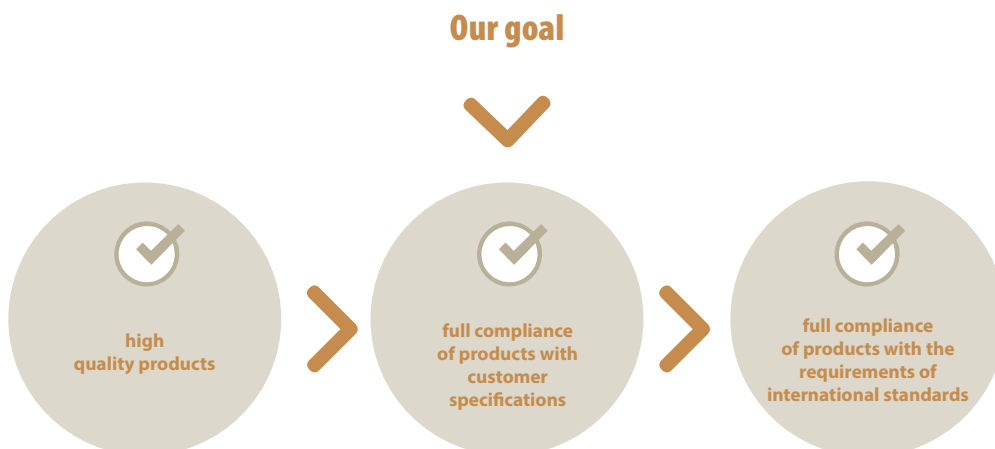 Our goal
high
quality products
full compliance
of products with
customer
specifications
full compliance
of products with the
requirements of
international standards